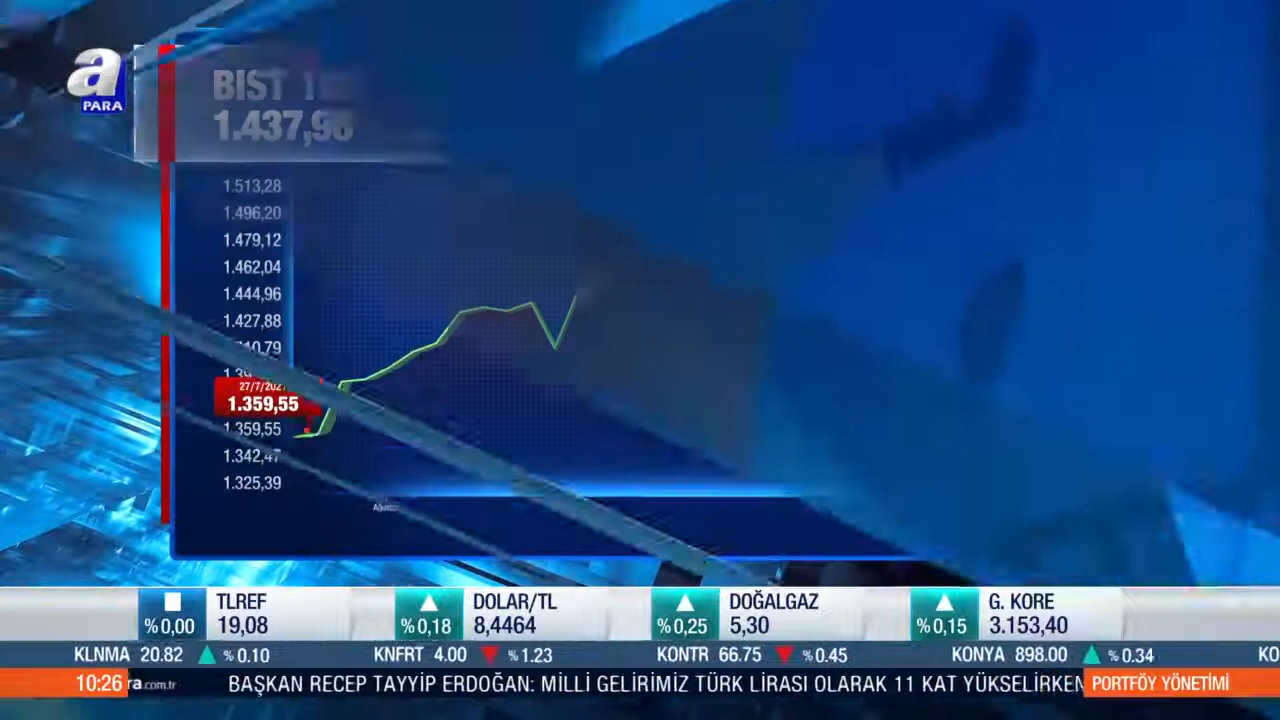 a
PARA
BIST
1.437,98
1.513,28
1.496,20
1.479,12
1.462,04
1.444,96
1.427,88
1.359,55
1.359,55
1.342,47
1.325,39
Ağustos
%0,00 TLREF 19,08
%0,18 DOLAR/TL 8,4464
%0,25 DOĞALGAZ 5,30
%0,15 G. KORE 3.153,40
KLNMA 20.82 %0.10 KNFRT 4.00 %1.23 KONTR 66.75 %0.45 KONYA 898.00 %0.34 KO
10:26 ra.com.tr BAŞKAN RECEP TAYYİP ERDOĞAN: MİLLİ GELİRİMİZ TÜRK LİRASI OLARAK 11 KAT YÜKSELİRKEN PORTFÖY YÖNETİMİ